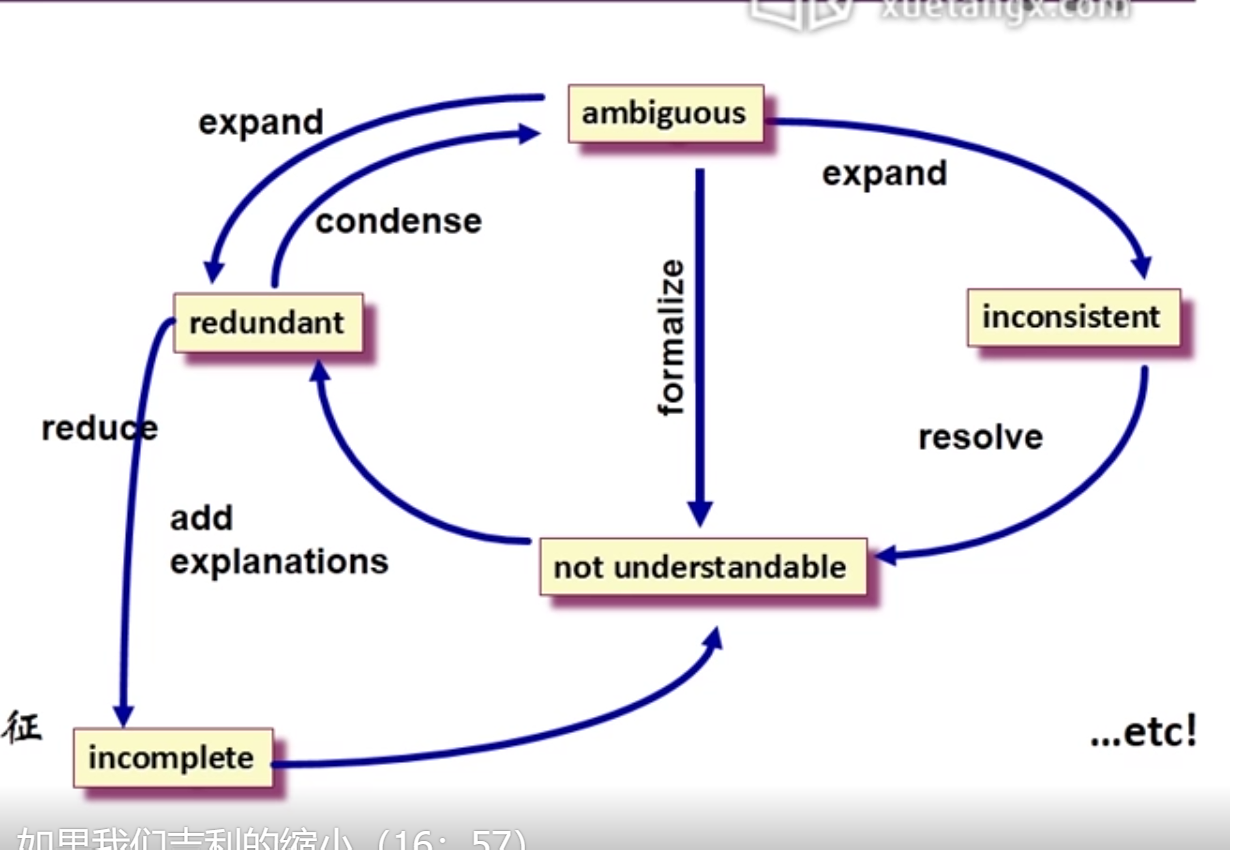 xuetangx.com
ambiguous
expand
expand
condense
formalize
redundant
inconsistent
reduce
resolve
add
explanations
not understandable
征
...etc!
incomplete
如果我们吉利的缩小（16：57）